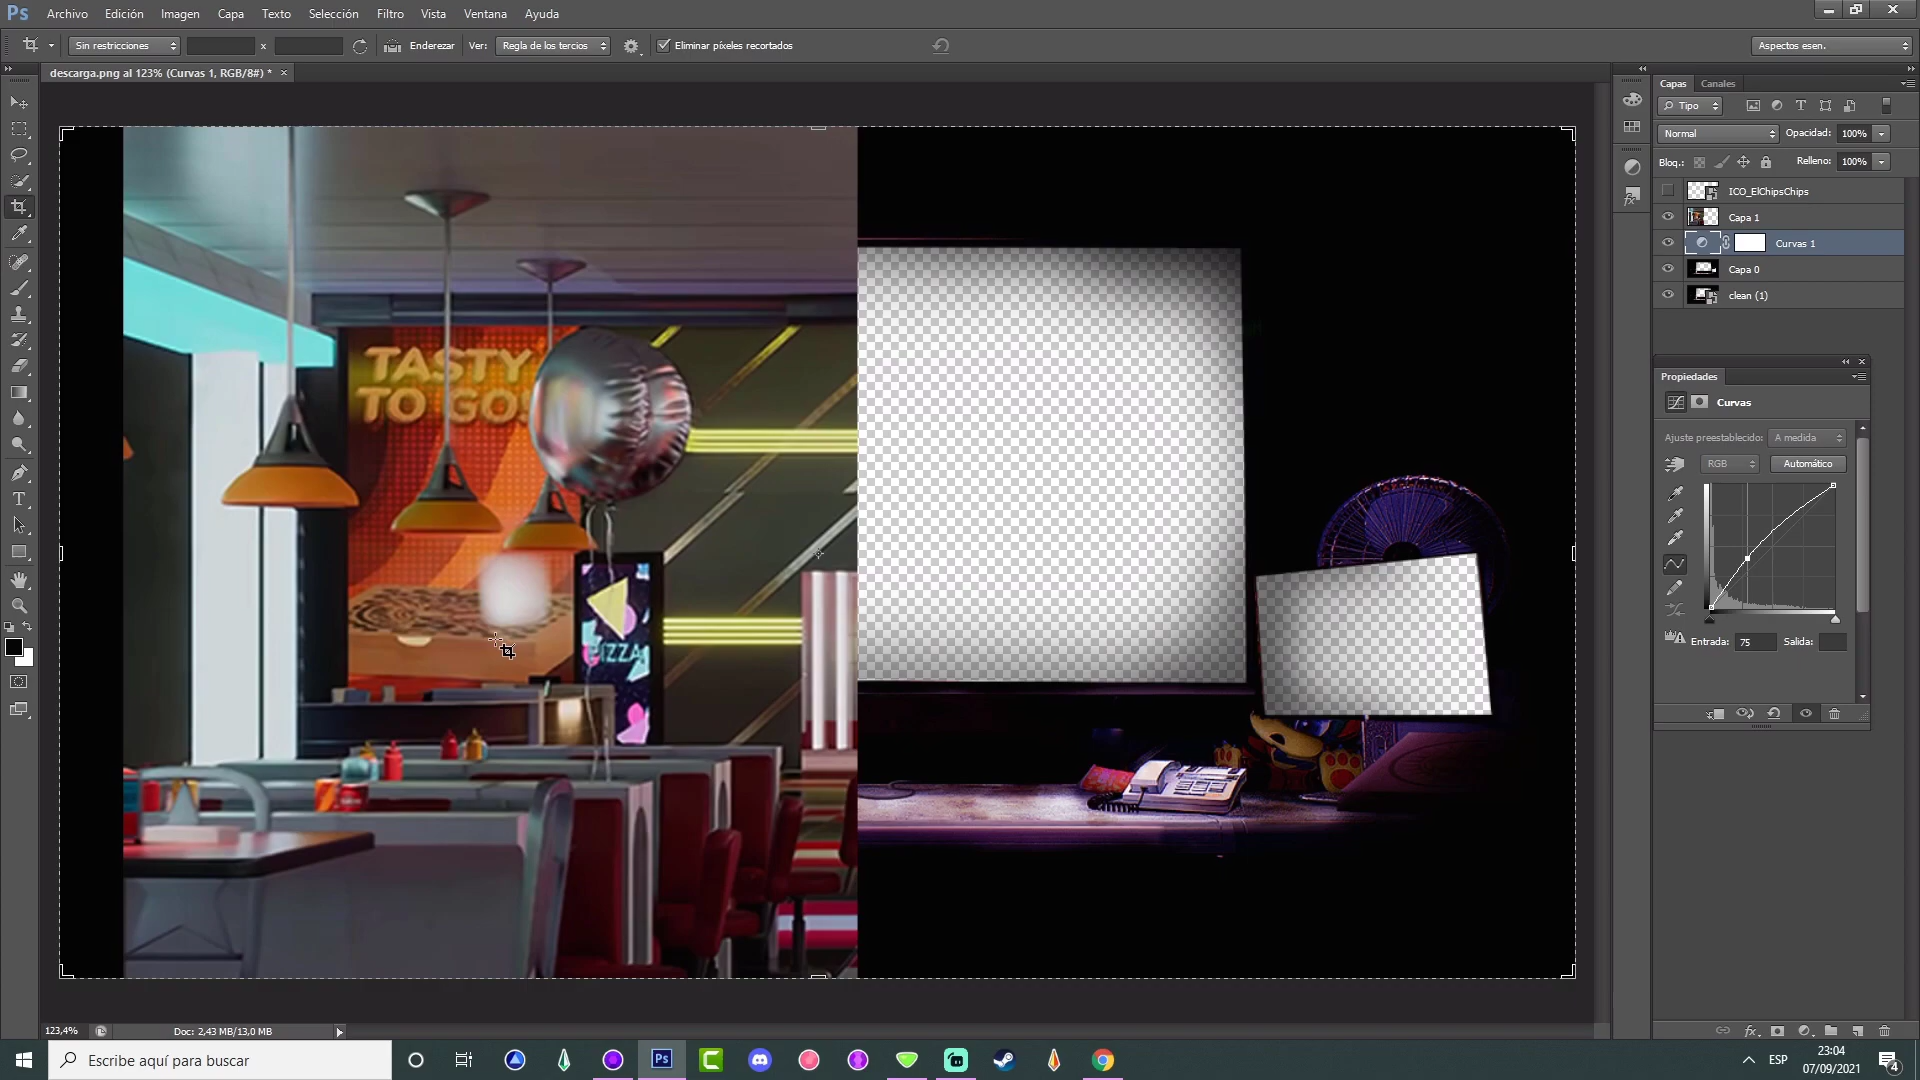 Ps Archivo Edición Imagen Capa Texto Selección Filtro Vista Ventana Ayuda
Sin restricciones x Enderezar Ver: Regla de los tercios Eliminar píxeles recortados Aspectos esen.
descarga.png al 123% (Curvas 1, RGB/8#) * ×
Capas Canales
Tipo
Normal Opacidad: 100%
Bloq.: Relleno: 100%
ICO_ElChipsChips
Capa 1
Curvas 1
Capa 0
clean (1)
TASTY
TO GO!
PIZZA
Propiedades
Curvas
Ajuste preestablecido: A medida
RGB Automático
Entrada: 75 Salida:
123,4% Doc: 2,43 MB/13,0 MB
Escribe aquí para buscar
Ps
ESP
23:04
07/09/2021
4